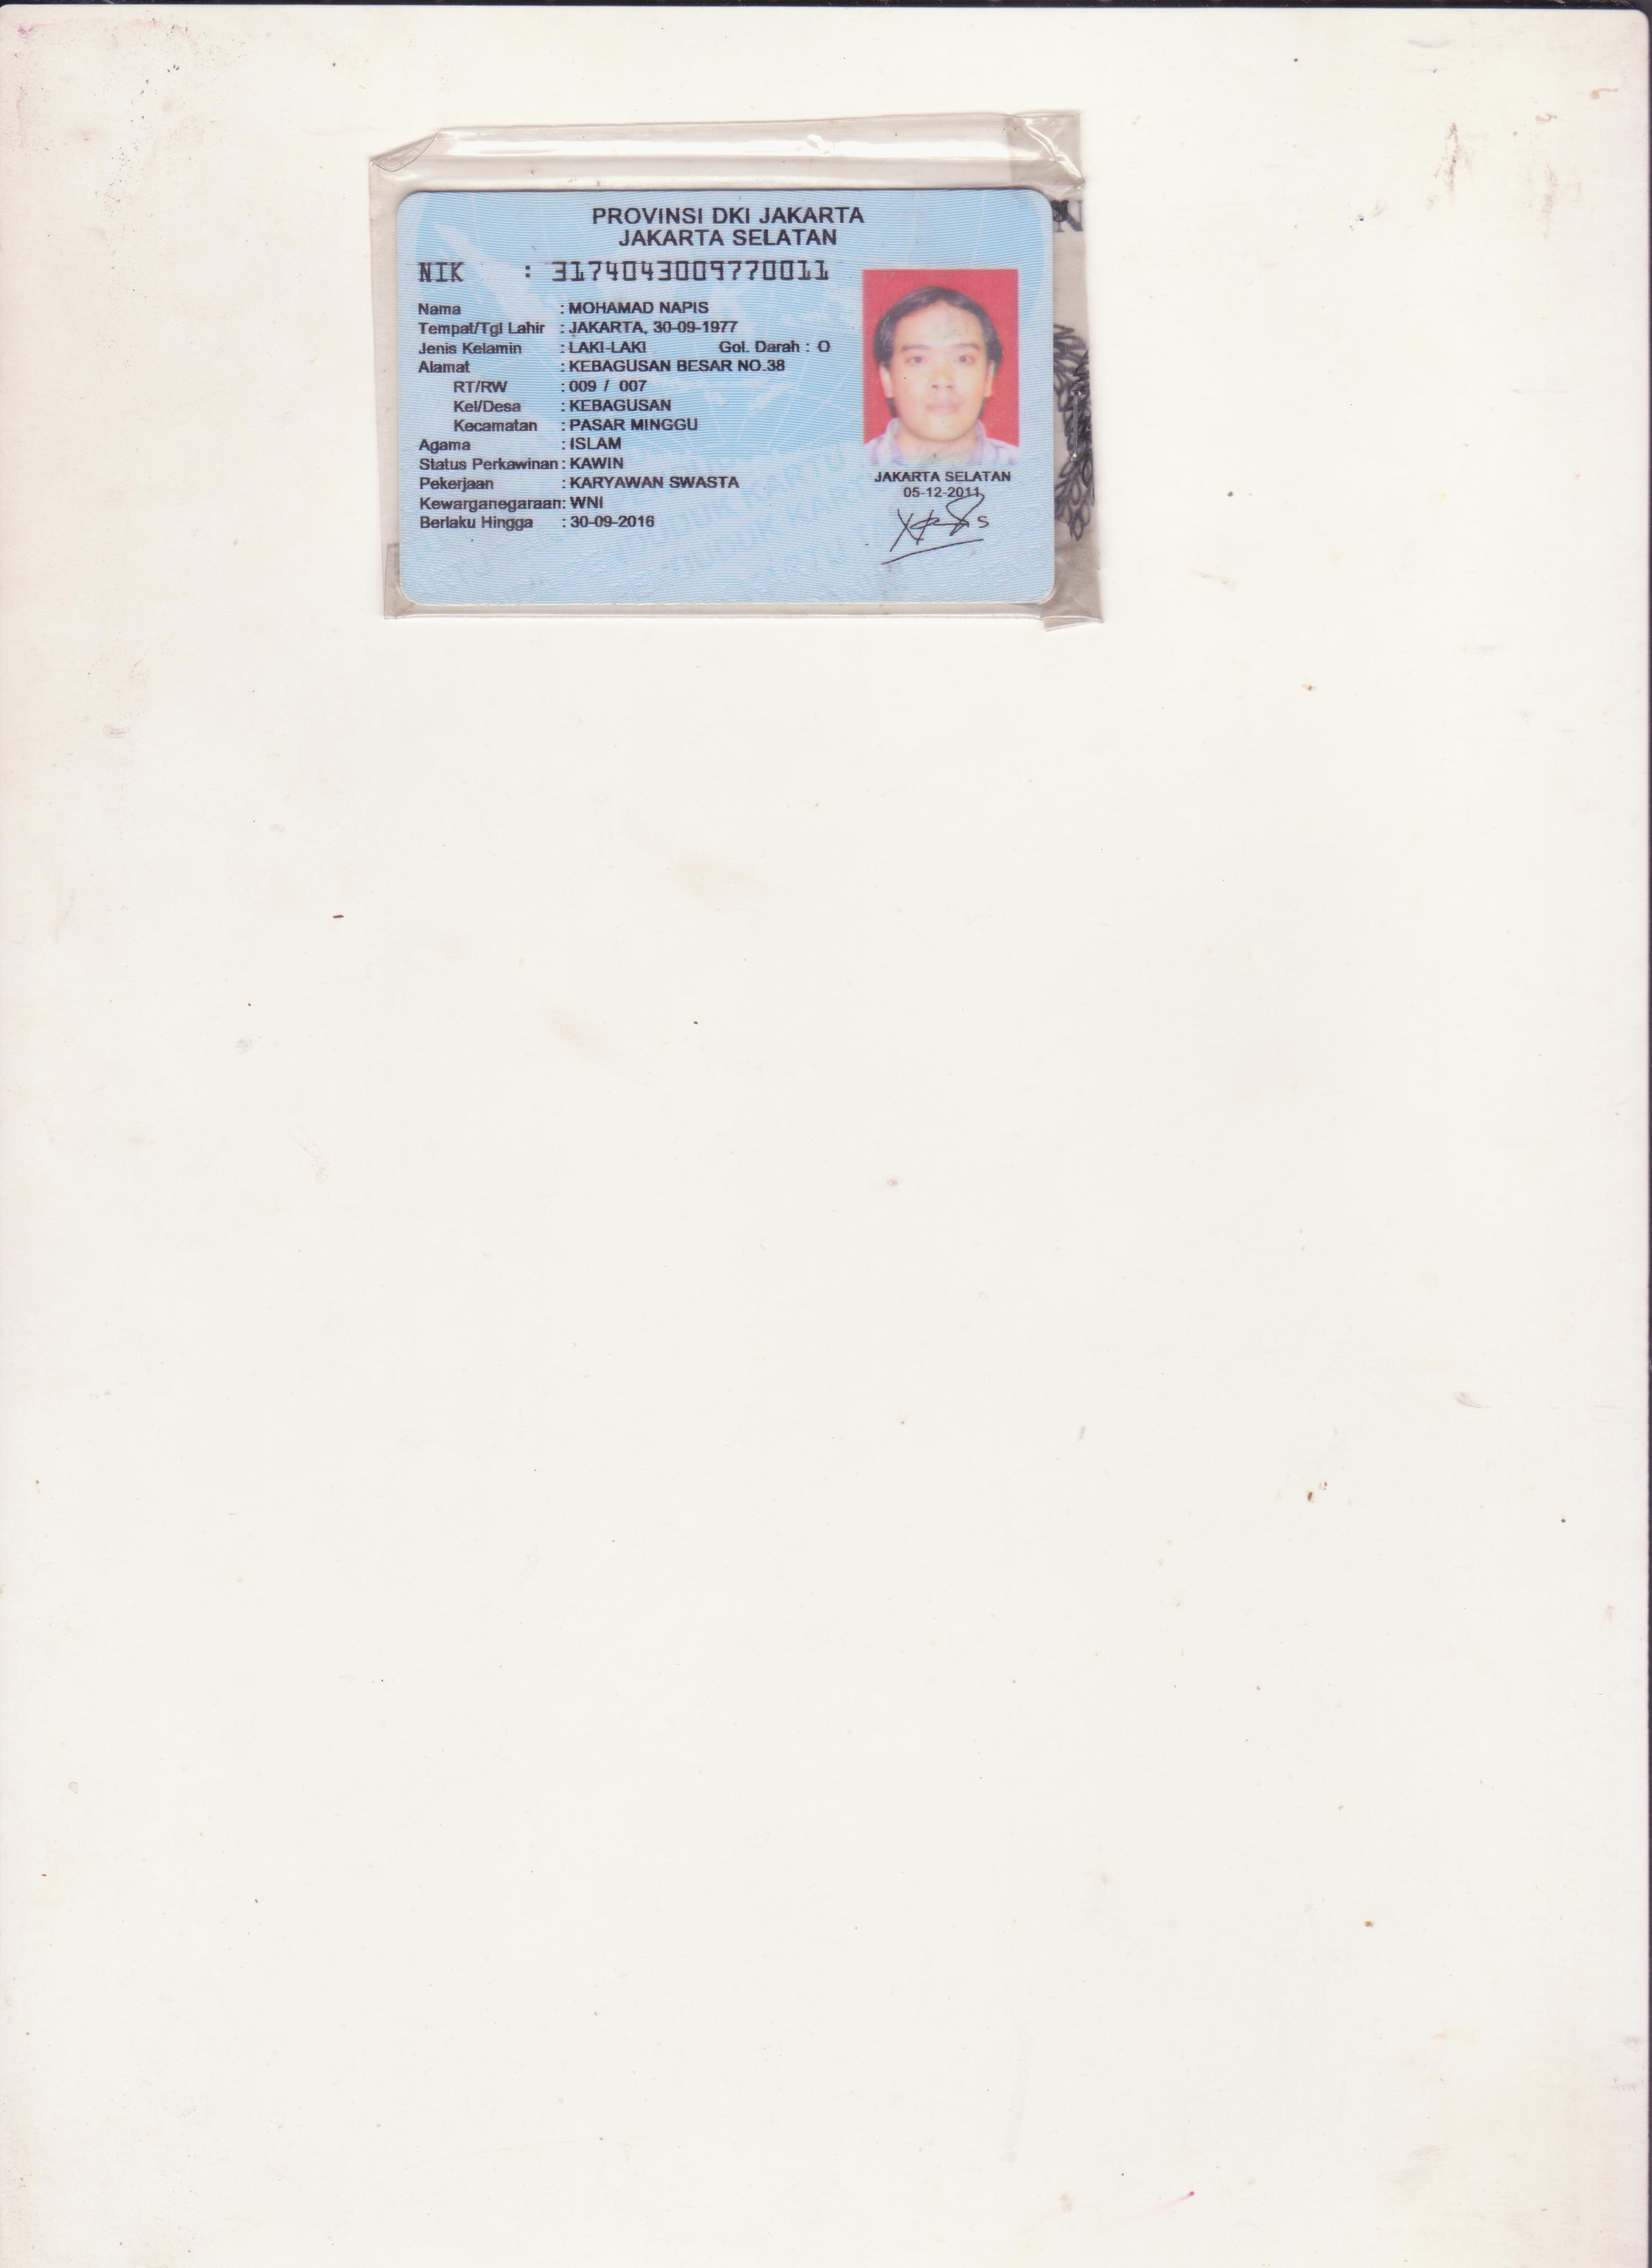 PROVINSI DKI JAKARTA
JAKARTA SELATAN
NIK : 3174043009770011
Nama : MOHAMAD NAPIS
Tempat/Tgl Lahir : JAKARTA, 30-09-1977
Jenis Kelamin : LAKI-LAKI Gol. Darah : O
Alamat : KEBAGUSAN BESAR NO.38
RT/RW : 009 / 007
Kel/Desa : KEBAGUSAN
Kecamatan : PASAR MINGGU
Agama : ISLAM
Status Perkawinan : KAWIN
Pekerjaan : KARYAWAN SWASTA
Kewarganegaraan: WNI
Berlaku Hingga : 30-09-2016
JAKARTA SELATAN
05-12-2011